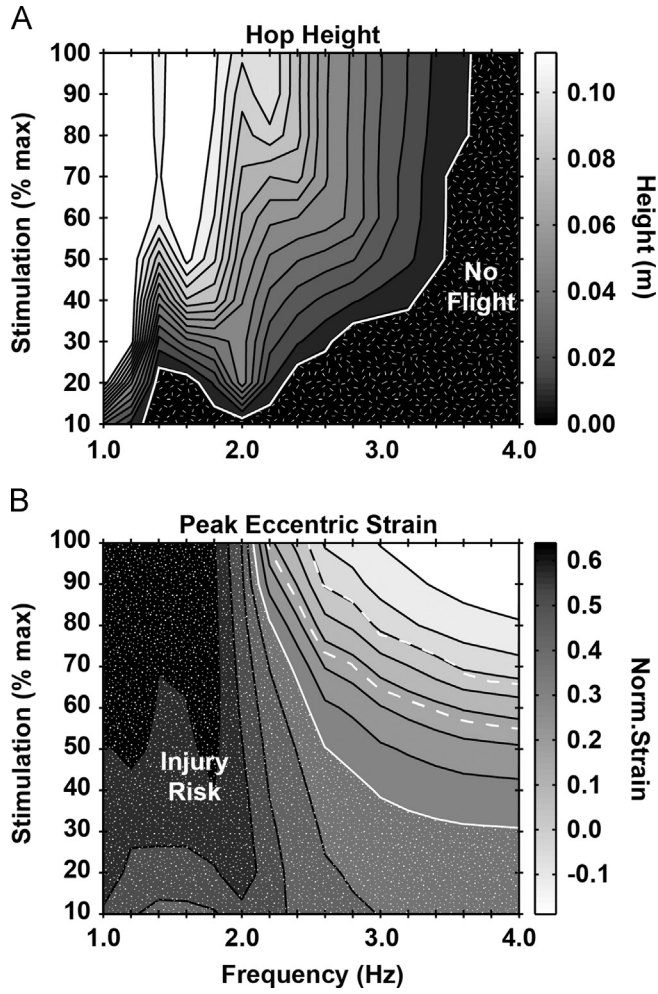 A
Hop Height
Stimulation (% max)
100
90
80
70
60
50
40
30
20
10
1.0 2.0 3.0 4.0
No
Flight
0.10
0.08
0.06
0.04
0.02
0.00
Height (m)
B
Peak Eccentric Strain
Stimulation (% max)
100
90
80
70
60
50
40
30
20
10
1.0 2.0 3.0 4.0
Frequency (Hz)
Injury
Risk
0.6
0.5
0.4
0.3
0.2
0.1
0.0
-0.1
Norm.Strain